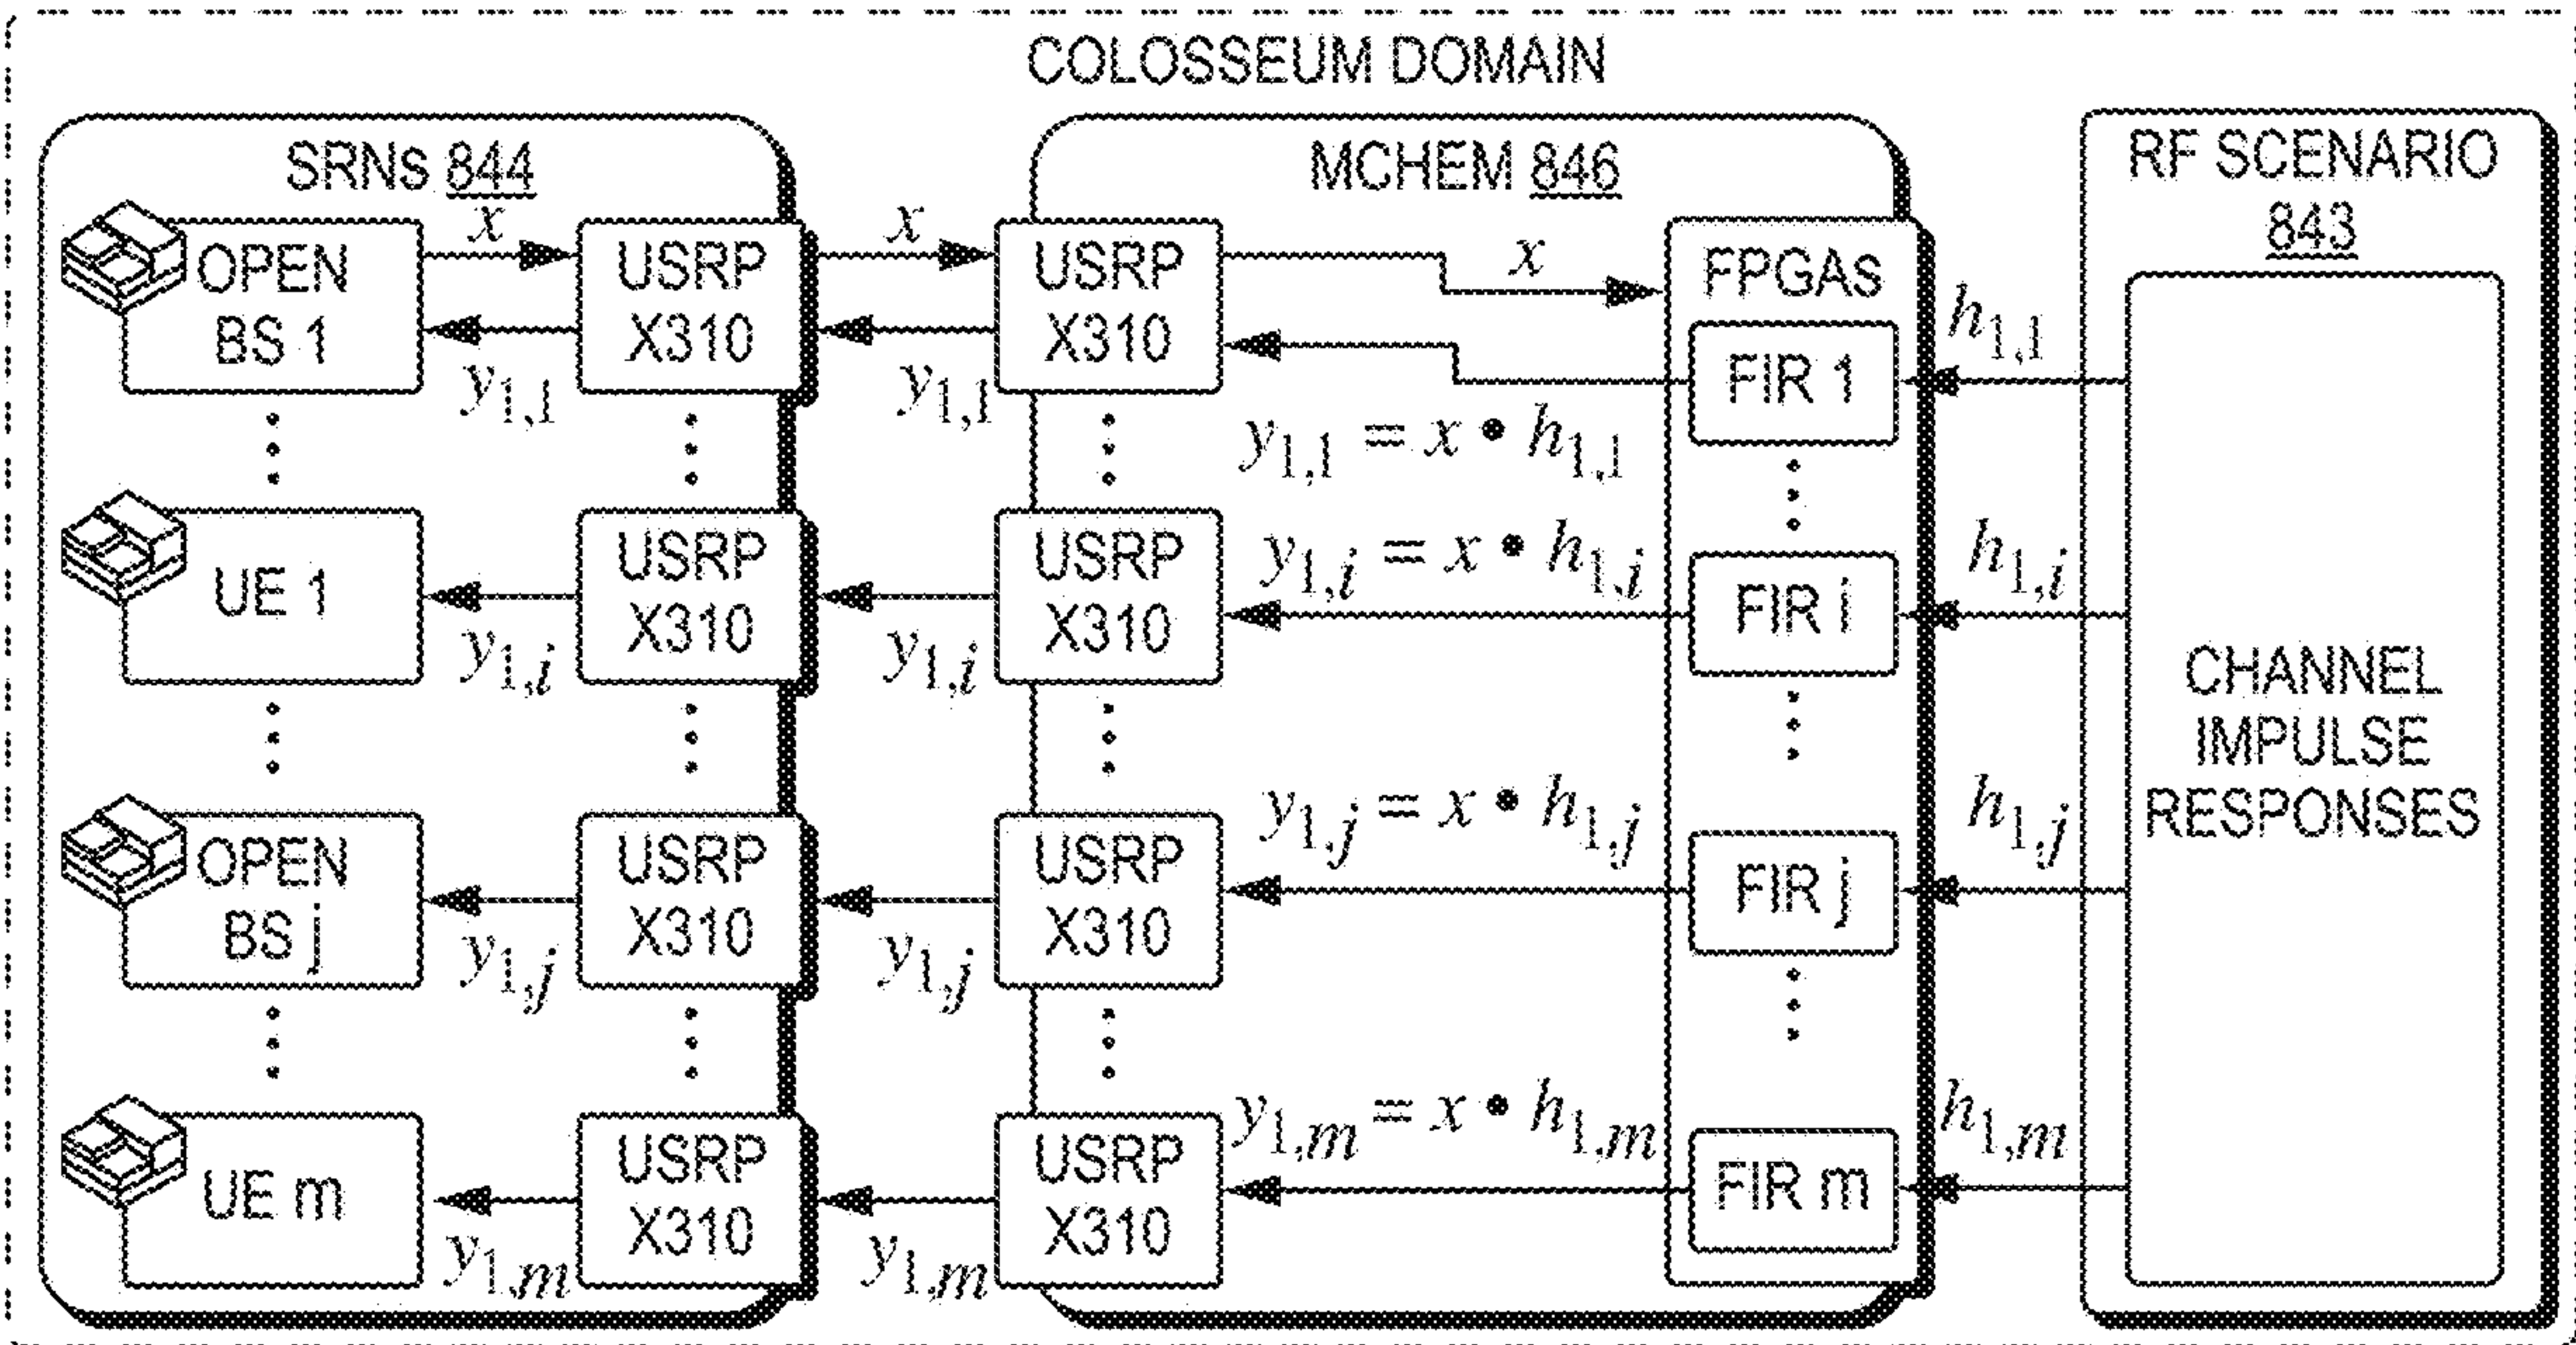 COLOSSEUM DOMAIN
SRNs 844
MCHEM 846
RF SCENARIO
843
OPEN
BS 1
x
y1,1
USRP
X310
x
y1,1
USRP
X310
x
y1,1 = x • h1,1
FPGAs
FIR 1
h1,1
UE 1
y1,i
USRP
X310
y1,i
USRP
X310
y1,i = x • h1,i
FIR i
h1,i
CHANNEL
IMPULSE
RESPONSES
OPEN
BS j
y1,j
USRP
X310
y1,j
USRP
X310
y1,j = x • h1,j
FIR j
h1,j
UE m
y1,m
USRP
X310
y1,m
USRP
X310
y1,m = x • h1,m
FIR m
h1,m